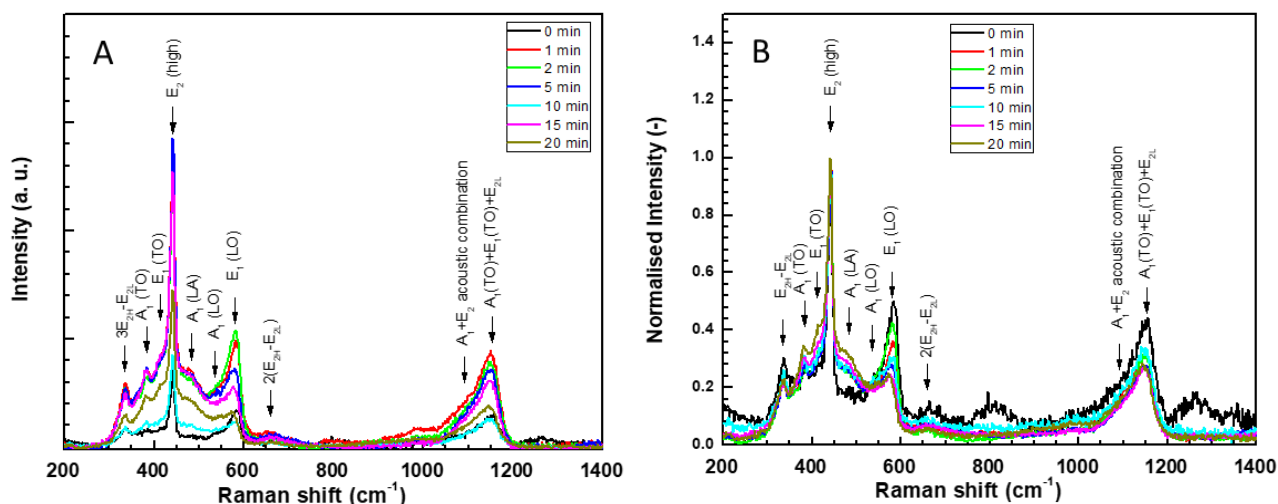 A
Intensity (a. u.)
0 min
1 min
2 min
5 min
10 min
15 min
20 min
3E2H-E2L
A1 (TO)
E1 (TO)
E2 (high)
A1 (LA)
A1 (LO)
E1 (LO)
2(E2H-E2L)
A1+E2 acoustic combination
A1(TO)+E1(TO)+E2L
200 400 600 800 1000 1200 1400
Raman shift (cm-1)
B
Normalised Intensity (-)
1.4
1.2
1.0
0.8
0.6
0.4
0.2
0.0
0 min
1 min
2 min
5 min
10 min
15 min
20 min
E2H-E2L
A1 (TO)
E1 (TO)
E2 (high)
A1 (LA)
A1 (LO)
E1 (LO)
2(E2H-E2L)
A1+E2 acoustic combination
A1(TO)+E1(TO)+E2L
200 400 600 800 1000 1200 1400
Raman shift (cm-1)